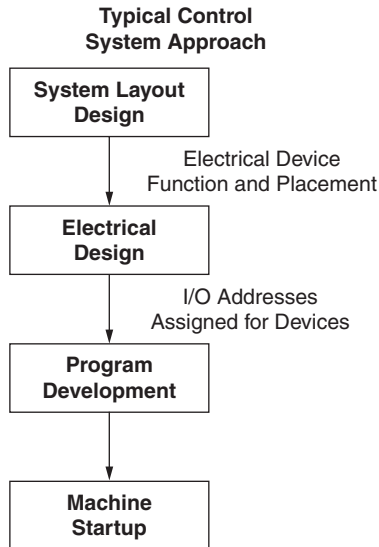 Typical Control
System Approach
System Layout
Design
Electrical Device
Function and Placement
Electrical
Design
I/O Addresses
Assigned for Devices
Program
Development
Machine
Startup